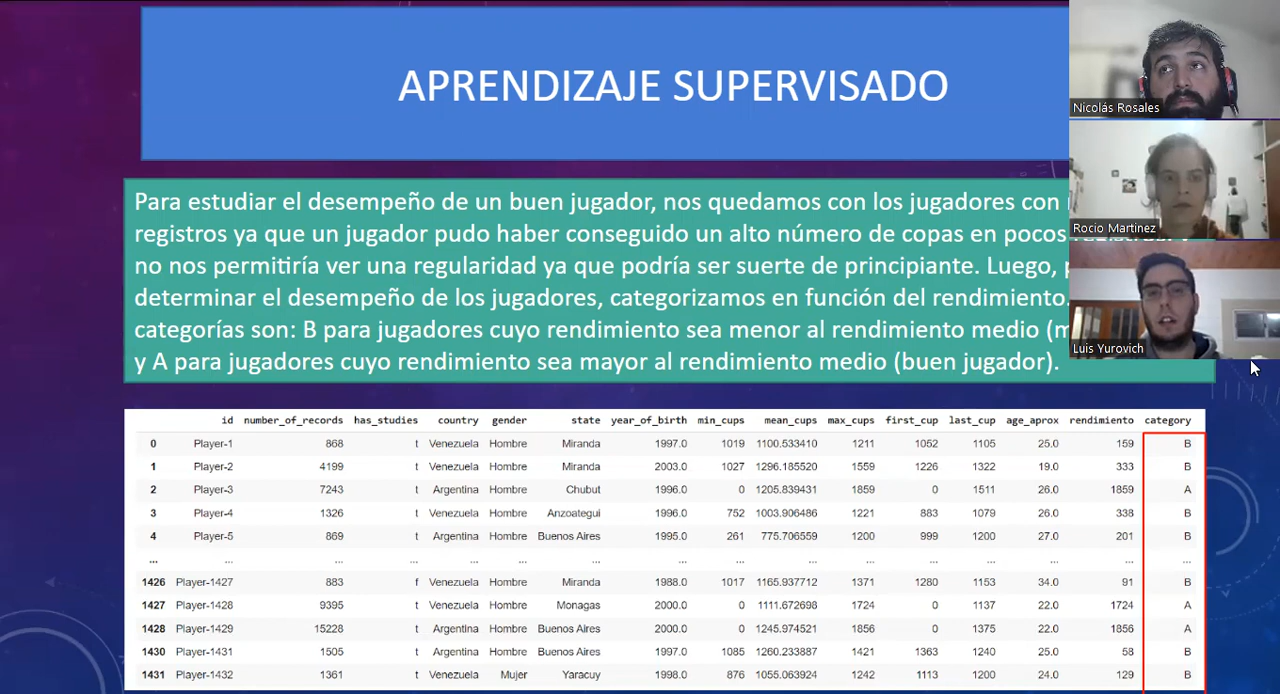 APRENDIZAJE SUPERVISADO
Nicolás Rosales
Rocio Martinez
Luis Yurovich
Para estudiar el desempeño de un buen jugador, nos quedamos con los jugadores con
registros ya que un jugador pudo haber conseguido un alto número de copas en pocos
no nos permitiría ver una regularidad ya que podría ser suerte de principiante. Luego,
determinar el desempeño de los jugadores, categorizamos en función del rendimiento.
categorías son: B para jugadores cuyo rendimiento sea menor al rendimiento medio
y A para jugadores cuyo rendimiento sea mayor al rendimiento medio (buen jugador).
id number_of_records has_studies country gender state year_of_birth min_cups mean_cups max_cups first_cup last_cup age_aprox rendimiento category
0 Player-1 868 t Venezuela Hombre Miranda 1997.0 1019 1100.533410 1211 1052 1105 25.0 159 B
1 Player-2 4199 t Venezuela Hombre Miranda 2003.0 1027 1296.185520 1559 1226 1322 19.0 333 B
2 Player-3 7243 t Argentina Hombre Chubut 1996.0 0 1205.839431 1859 0 1511 26.0 1859 A
3 Player-4 1326 t Venezuela Hombre Anzoategui 1996.0 752 1003.906486 1221 883 1079 26.0 338 B
4 Player-5 869 t Argentina Hombre Buenos Aires 1995.0 261 775.706559 1200 999 1200 27.0 201 B
... ... ... ... ... ... ... ... ... ... ... ... ... ... ... ...
1426 Player-1427 883 f Venezuela Hombre Miranda 1988.0 1017 1165.937712 1371 1280 1153 34.0 91 B
1427 Player-1428 9395 t Venezuela Hombre Monagas 2000.0 0 1111.672698 1724 0 1137 22.0 1724 A
1428 Player-1429 15228 t Argentina Hombre Buenos Aires 2000.0 0 1245.974521 1856 0 1375 22.0 1856 A
1430 Player-1431 1505 t Argentina Hombre Buenos Aires 1997.0 1085 1260.233887 1421 1363 1240 25.0 58 B
1431 Player-1432 1361 t Venezuela Mujer Yaracuy 1998.0 876 1055.063924 1242 1113 1200 24.0 129 B